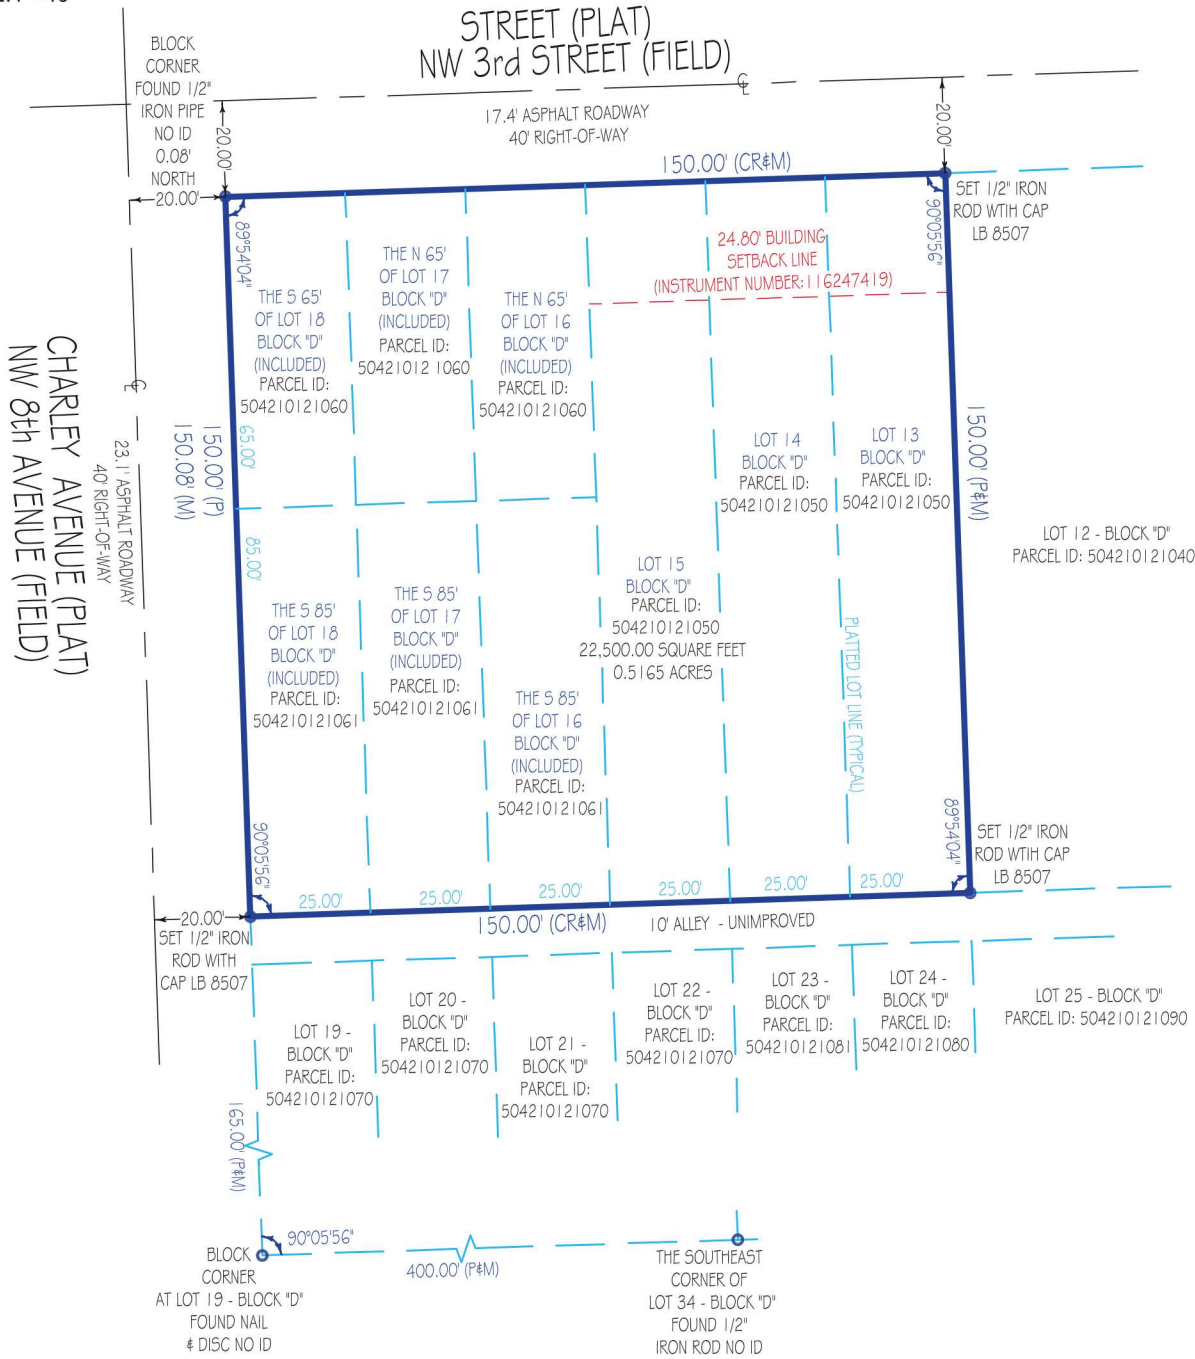 STREET (PLAT)
NW 3rd STREET (FIELD)
BLOCK
CORNER
FOUND 1/2"
IRON PIPE
NO ID
0.08'
NORTH
20.00'
20.00'
17.4' ASPHALT ROADWAY
40' RIGHT-OF-WAY
20.00'
150.00' (CR&M)
SET 1/2" IRON
ROD WTIH CAP
LB 8507
89°54'04"
90°05'56"
24.80' BUILDING
SETBACK LINE
(INSTRUMENT NUMBER:116247419)
THE S 65'
OF LOT 18
BLOCK "D"
(INCLUDED)
PARCEL ID:
504210121060
THE N 65'
OF LOT 17
BLOCK "D"
(INCLUDED)
PARCEL ID:
50421012 1060
THE N 65'
OF LOT 16
BLOCK "D"
(INCLUDED)
PARCEL ID:
504210121060
CHARLEY AVENUE (PLAT)
NW 8th AVENUE (FIELD)
23.1' ASPHALT ROADWAY
40' RIGHT-OF-WAY
150.00' (P)
150.08' (M)
65.00'
85.00'
LOT 14
BLOCK "D"
PARCEL ID:
504210121050
LOT 13
BLOCK "D"
PARCEL ID:
504210121050
150.00' (P&M)
LOT 12 - BLOCK "D"
PARCEL ID: 504210121040
LOT 15
BLOCK "D"
PARCEL ID:
504210121050
22,500.00 SQUARE FEET
0.5165 ACRES
THE S 85'
OF LOT 18
BLOCK "D"
(INCLUDED)
PARCEL ID:
504210121061
THE S 85'
OF LOT 17
BLOCK "D"
(INCLUDED)
PARCEL ID:
504210121061
THE S 85'
OF LOT 16
BLOCK "D"
(INCLUDED)
PARCEL ID:
504210121061
PLATTED LOT LINE (TYPICAL)
90°05'56"
89°54'04"
SET 1/2" IRON
ROD WTIH CAP
LB 8507
25.00'
25.00'
25.00'
25.00'
25.00'
25.00'
20.00'
150.00' (CR&M)
10' ALLEY - UNIMPROVED
SET 1/2" IRON
ROD WITH
CAP LB 8507
LOT 19 -
BLOCK "D"
PARCEL ID:
504210121070
LOT 20 -
BLOCK "D"
PARCEL ID:
504210121070
LOT 21 -
BLOCK "D"
PARCEL ID:
504210121070
LOT 22 -
BLOCK "D"
PARCEL ID:
504210121070
LOT 23 -
BLOCK "D"
PARCEL ID:
504210121081
LOT 24 -
BLOCK "D"
PARCEL ID:
504210121080
LOT 25 - BLOCK "D"
PARCEL ID: 504210121090
165.00' (P&M)
90°05'56"
400.00' (P&M)
BLOCK
CORNER
AT LOT 19 - BLOCK "D"
FOUND NAIL
& DISC NO ID
THE SOUTHEAST
CORNER OF
LOT 34 - BLOCK "D"
FOUND 1/2"
IRON ROD NO ID